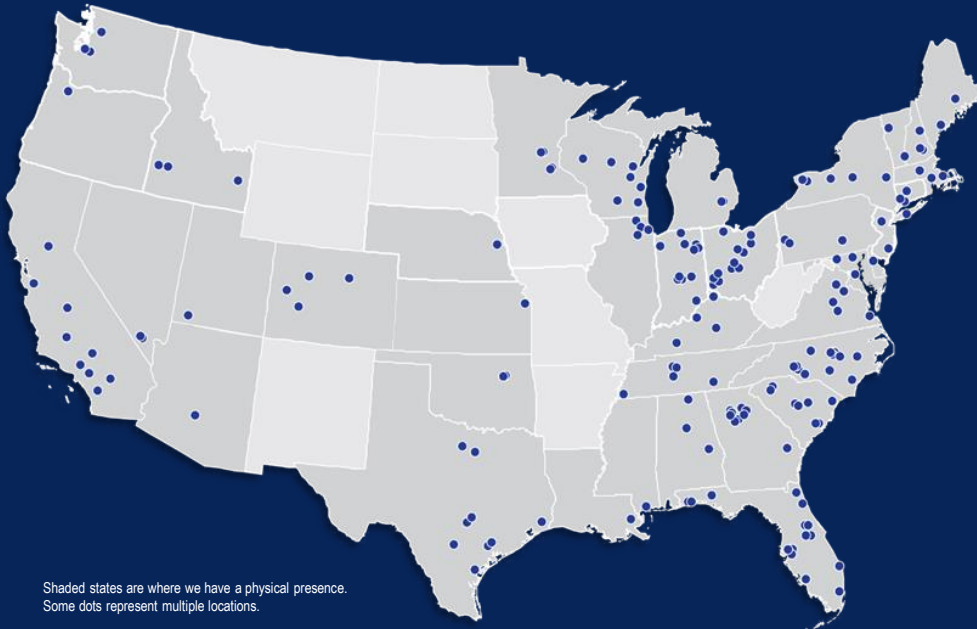 Shaded states are where we have a physical presence.
Some dots represent multiple locations.